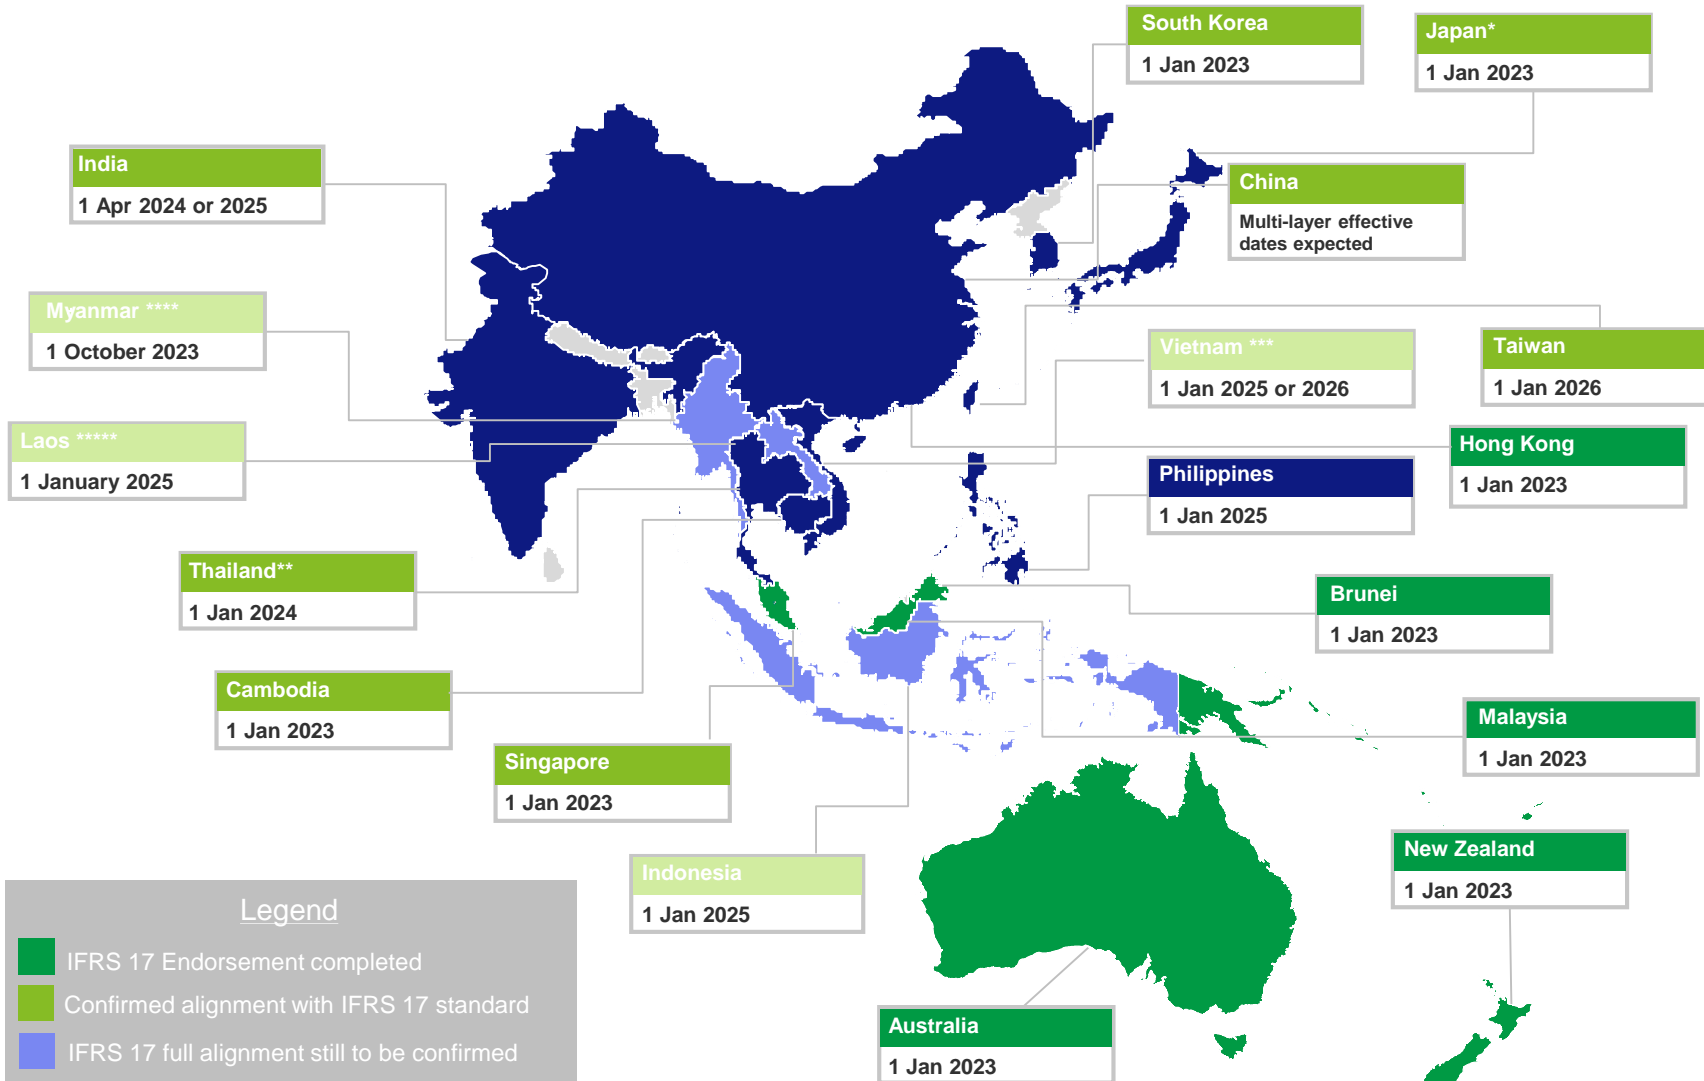 South Korea
1 Jan 2023
Japan*
1 Jan 2023
India
1 Apr 2024 or 2025
China
Multi-layer effective
dates expected
Myanmar ****
1 October 2023
Vietnam ***
1 Jan 2025 or 2026
Taiwan
1 Jan 2026
Laos *****
1 January 2025
Hong Kong
1 Jan 2023
Philippines
1 Jan 2025
Thailand**
1 Jan 2024
Brunei
1 Jan 2023
Cambodia
1 Jan 2023
Malaysia
1 Jan 2023
Singapore
1 Jan 2023
New Zealand
1 Jan 2023
Indonesia
1 Jan 2025
Australia
1 Jan 2023
Legend
IFRS 17 Endorsement completed
Confirmed alignment with IFRS 17 standard
IFRS 17 full alignment still to be confirmed